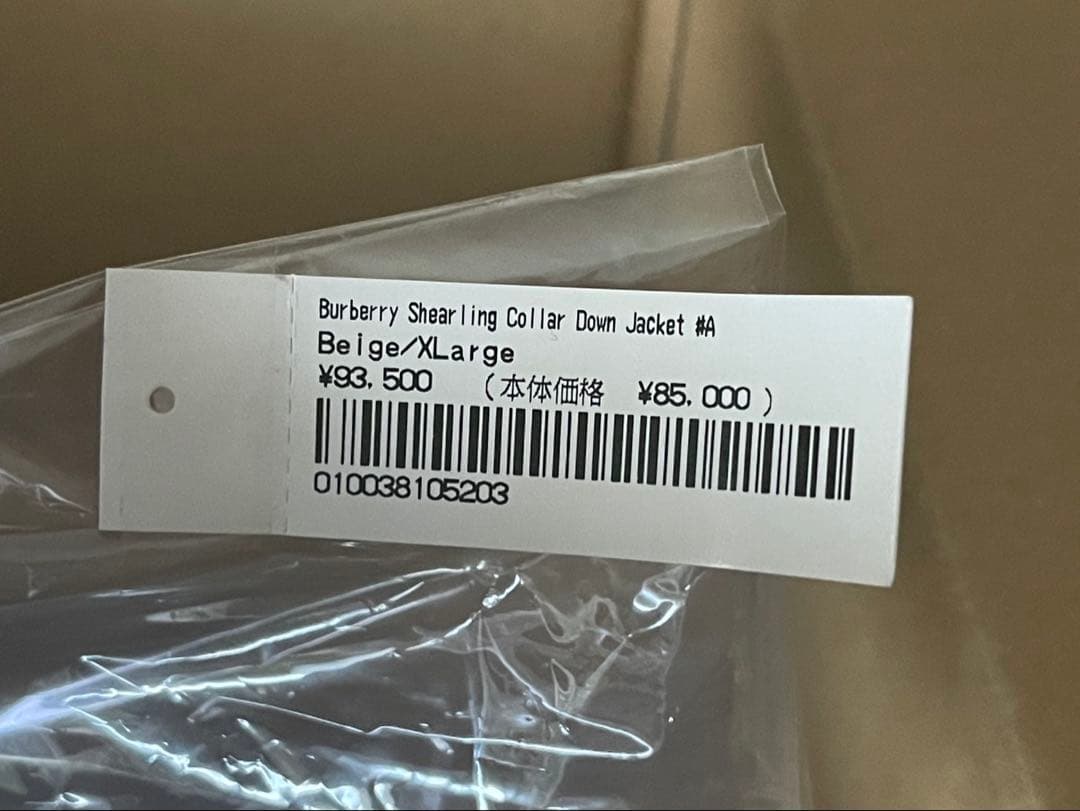 Burberry Shearling Collar Down Jacket #A
Beige/XLarge
¥93,500 (本体価格 ¥85,000)
010038105203